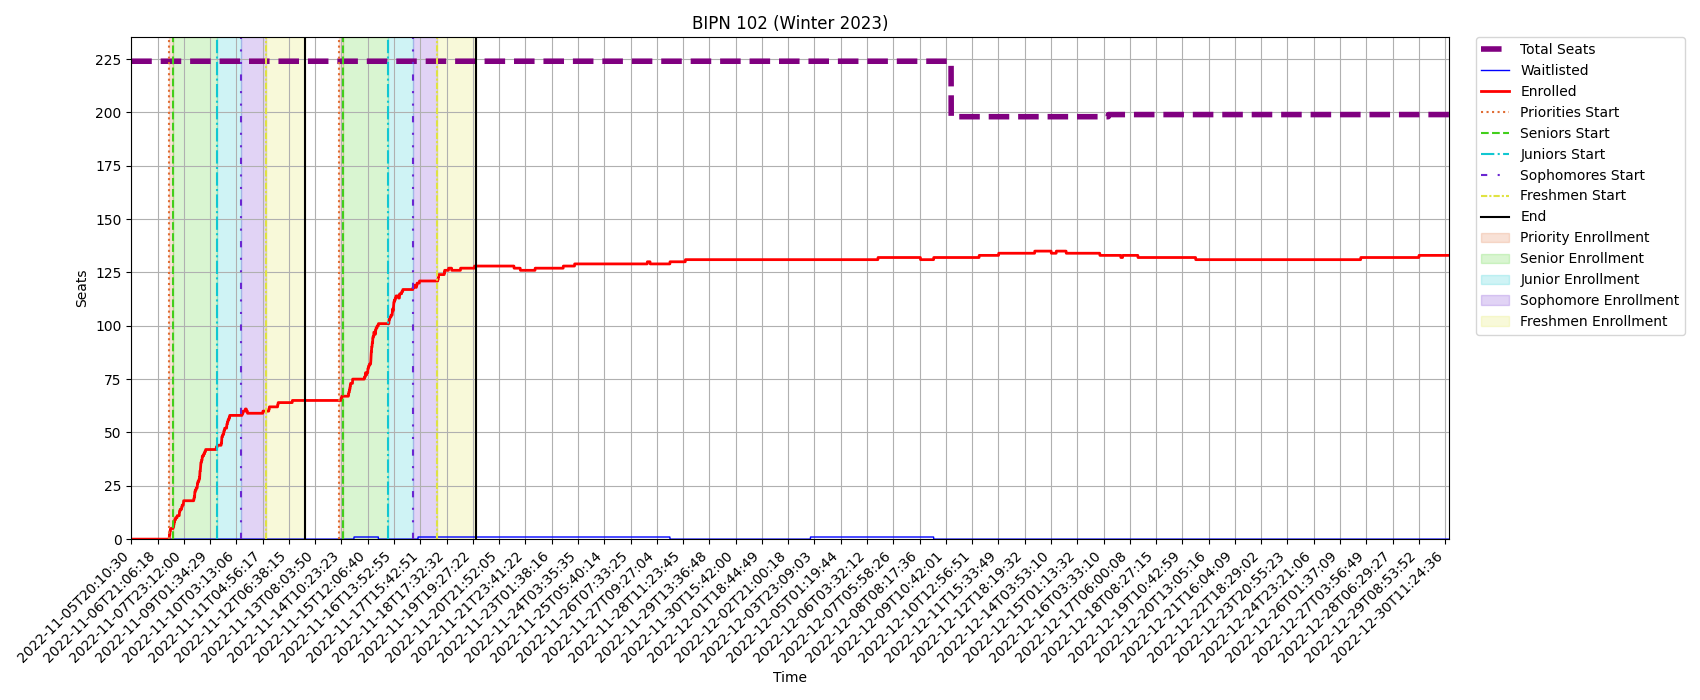 BIPN 102 (Winter 2023)
Seats
225
200
175
150
125
100
75
50
25
0
2022-11-05T20:10:30
2022-11-06T21:06:18
2022-11-07T23:12:00
2022-11-09T01:34:29
2022-11-10T03:13:06
2022-11-11T04:56:17
2022-11-12T06:38:15
2022-11-13T08:03:50
2022-11-14T10:23:23
2022-11-15T12:06:40
2022-11-16T13:52:55
2022-11-17T15:42:51
2022-11-18T17:32:32
2022-11-19T19:27:22
2022-11-20T21:52:05
2022-11-21T23:41:22
2022-11-23T01:38:16
2022-11-24T03:35:35
2022-11-25T05:40:14
2022-11-26T07:33:25
2022-11-27T09:27:04
2022-11-28T11:23:45
2022-11-29T13:36:48
2022-11-30T15:42:00
2022-12-01T18:44:49
2022-12-02T21:00:18
2022-12-03T23:09:03
2022-12-05T01:19:44
2022-12-06T03:32:12
2022-12-07T05:58:26
2022-12-08T08:17:36
2022-12-09T10:42:01
2022-12-10T12:56:51
2022-12-11T15:33:49
2022-12-12T18:19:32
2022-12-14T14:53:10
2022-12-15T15:13:32
2022-12-16T03:33:10
2022-12-17T06:00:08
2022-12-18T08:27:15
2022-12-19T10:42:59
2022-12-20T13:05:16
2022-12-21T16:04:09
2022-12-22T18:29:02
2022-12-23T20:55:23
2022-12-24T23:21:06
2022-12-26T01:37:09
2022-12-27T03:56:49
2022-12-28T06:29:27
2022-12-29T08:53:52
2022-12-30T11:24:36
Time
Total Seats
Waitlisted
Enrolled
Priorities Start
Seniors Start
Juniors Start
Sophomores Start
Freshmen Start
End
Priority Enrollment
Senior Enrollment
Junior Enrollment
Sophomore Enrollment
Freshmen Enrollment